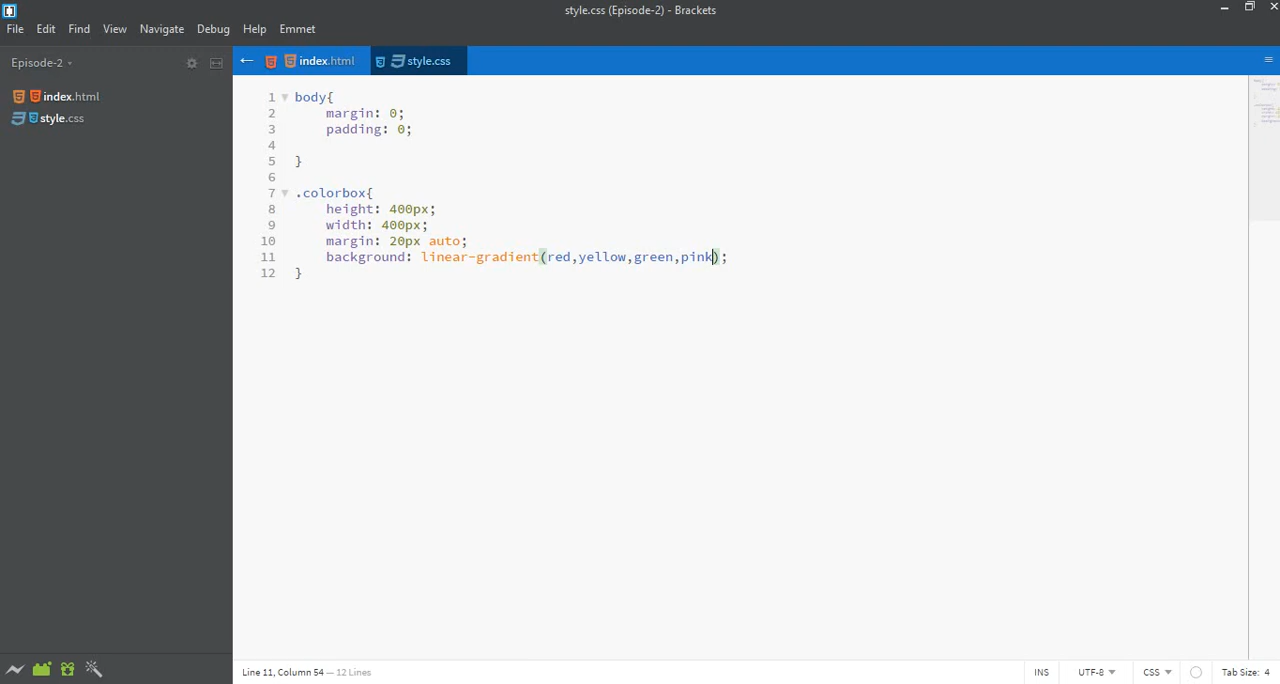 style.css (Episode-2) - Brackets
File Edit Find View Navigate Debug Help Emmet
Episode-2
index.html
style.css
index.html style.css
1 body{
2 margin: 0;
3 padding: 0;
4
5 }
6
7 .colorbox{
8 height: 400px;
9 width: 400px;
10 margin: 20px auto;
11 background: linear-gradient(red,yellow,green,pink);
12 }
Line 11, Column 54 — 12 Lines INS UTF-8 CSS Tab Size: 4